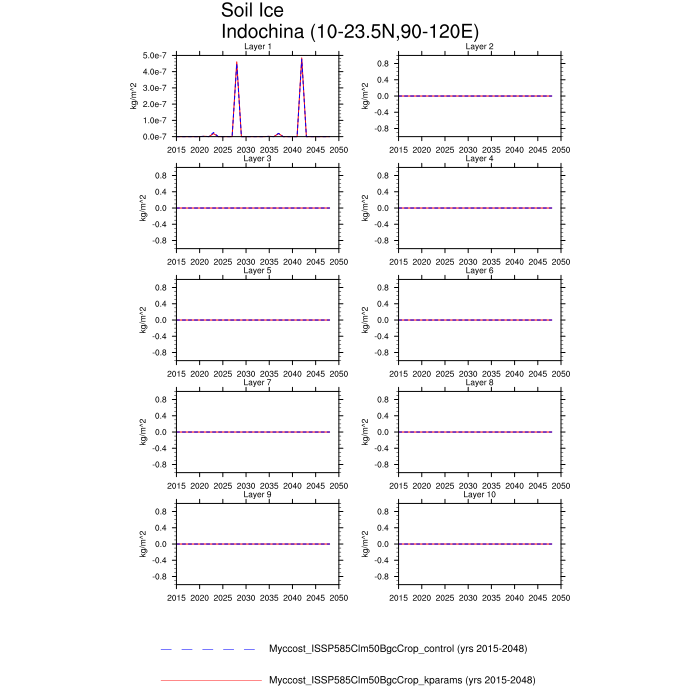 Soil Ice
Indochina (10-23.5N,90-120E)
Layer 1
Layer 2
5.0e-7
4.0e-7
3.0e-7
2.0e-7
1.0e-7
0.0e-7
kg/m^2
2015 2020 2025 2030 2035 2040 2045 2050
0.8
0.4
0.0
-0.4
-0.8
kg/m^2
2015 2020 2025 2030 2035 2040 2045 2050
Layer 3
Layer 4
0.8
0.4
0.0
-0.4
-0.8
kg/m^2
2015 2020 2025 2030 2035 2040 2045 2050
0.8
0.4
0.0
-0.4
-0.8
kg/m^2
2015 2020 2025 2030 2035 2040 2045 2050
Layer 5
Layer 6
0.8
0.4
0.0
-0.4
-0.8
kg/m^2
2015 2020 2025 2030 2035 2040 2045 2050
0.8
0.4
0.0
-0.4
-0.8
kg/m^2
2015 2020 2025 2030 2035 2040 2045 2050
Layer 7
Layer 8
0.8
0.4
0.0
-0.4
-0.8
kg/m^2
2015 2020 2025 2030 2035 2040 2045 2050
0.8
0.4
0.0
-0.4
-0.8
kg/m^2
2015 2020 2025 2030 2035 2040 2045 2050
Layer 9
Layer 10
0.8
0.4
0.0
-0.4
-0.8
kg/m^2
2015 2020 2025 2030 2035 2040 2045 2050
0.8
0.4
0.0
-0.4
-0.8
kg/m^2
2015 2020 2025 2030 2035 2040 2045 2050
Myccost_ISSP585Clm50BgcCrop_control (yrs 2015-2048)
Myccost_ISSP585Clm50BgcCrop_kparams (yrs 2015-2048)